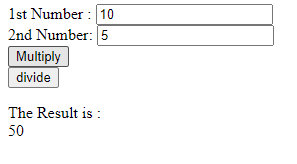 1st Number : 10
2nd Number: 5
Multiply
divide
The Result is :
50